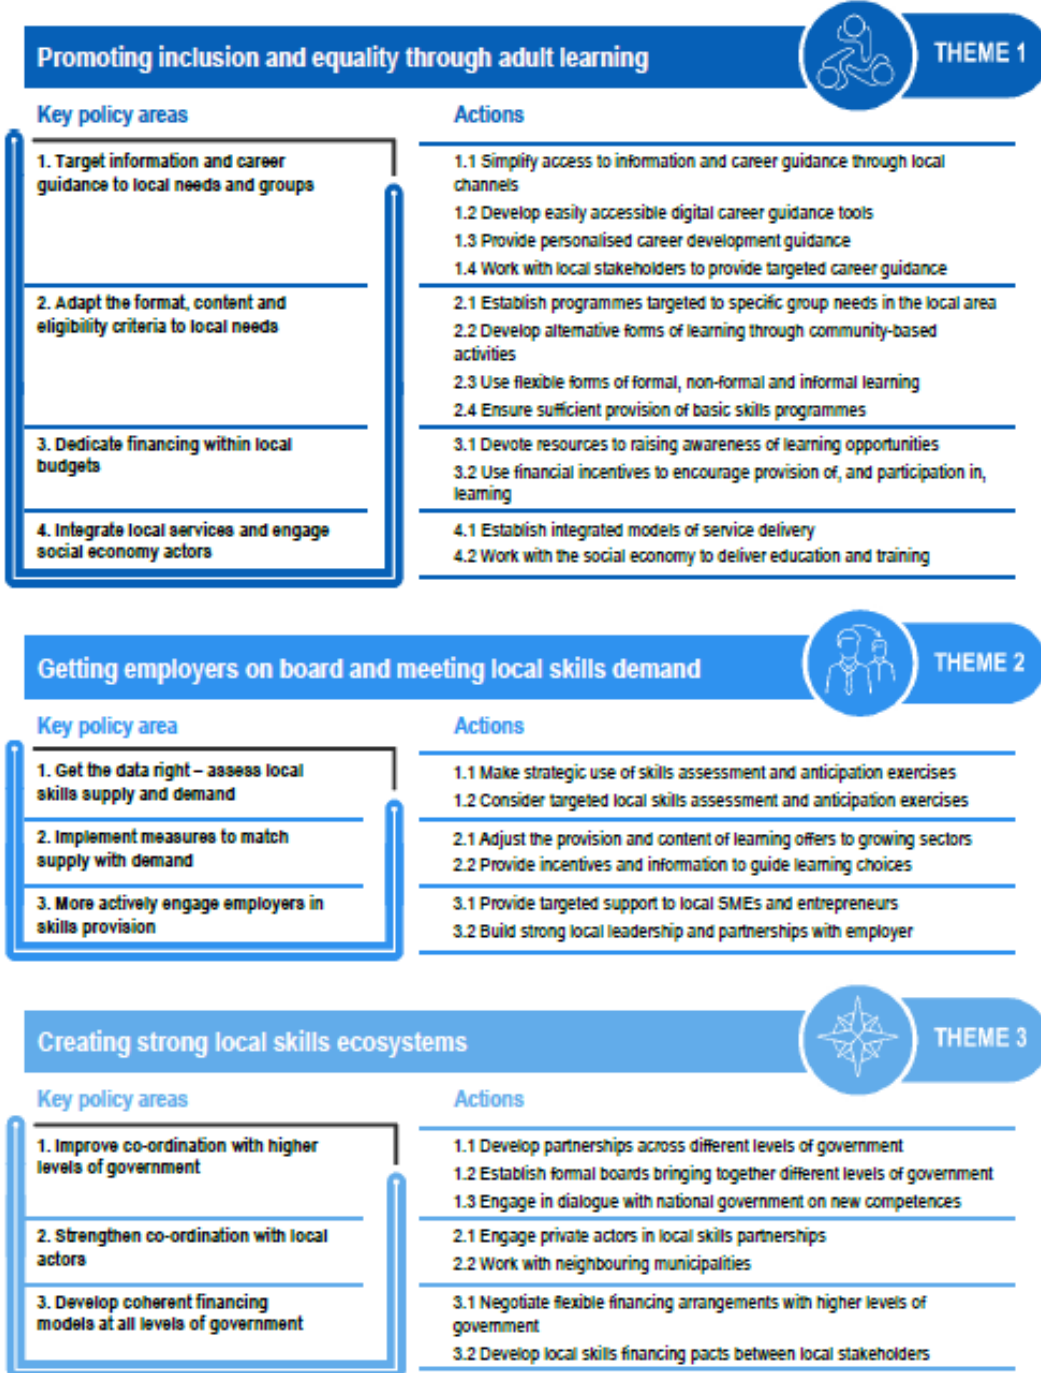 Promoting inclusion and equality through adult learning
THEME 1
Key policy areas
Actions
1. Target information and career
guidance to local needs and groups
1.1 Simplify access to information and career guidance through local
channels
1.2 Develop easily accessible digital career guidance tools
1.3 Provide personalised career development guidance
1.4 Work with local stakeholders to provide targeted career guidance
2. Adapt the format, content and
eligibility criteria to local needs
2.1 Establish programmes targeted to specific group needs in the local area
2.2 Develop alternative forms of learning through community-based
activities
2.3 Use flexible forms of formal, non-formal and informal learning
2.4 Ensure sufficient provision of basic skills programmes
3. Dedicate financing within local
budgets
3.1 Devote resources to raising awareness of learning opportunities
3.2 Use financial incentives to encourage provision of, and participation in,
learning
4. Integrate local services and engage
social economy actors
4.1 Establish integrated models of service delivery
4.2 Work with the social economy to deliver education and training
Getting employers on board and meeting local skills demand
THEME 2
Key policy area
Actions
1. Get the data right – assess local
skills supply and demand
1.1 Make strategic use of skills assessment and anticipation exercises
1.2 Consider targeted local skills assessment and anticipation exercises
2. Implement measures to match
supply with demand
2.1 Adjust the provision and content of learning offers to growing sectors
2.2 Provide incentives and information to guide learning choices
3. More actively engage employers in
skills provision
3.1 Provide targeted support to local SMEs and entrepreneurs
3.2 Build strong local leadership and partnerships with employer
Creating strong local skills ecosystems
THEME 3
Key policy areas
Actions
1. Improve co-ordination with higher
levels of government
1.1 Develop partnerships across different levels of government
1.2 Establish formal boards bringing together different levels of government
1.3 Engage in dialogue with national government on new competences
2. Strengthen co-ordination with local
actors
2.1 Engage private actors in local skills partnerships
2.2 Work with neighbouring municipalities
3. Develop coherent financing
models at all levels of government
3.1 Negotiate flexible financing arrangements with higher levels of
government
3.2 Develop local skills financing pacts between local stakeholders